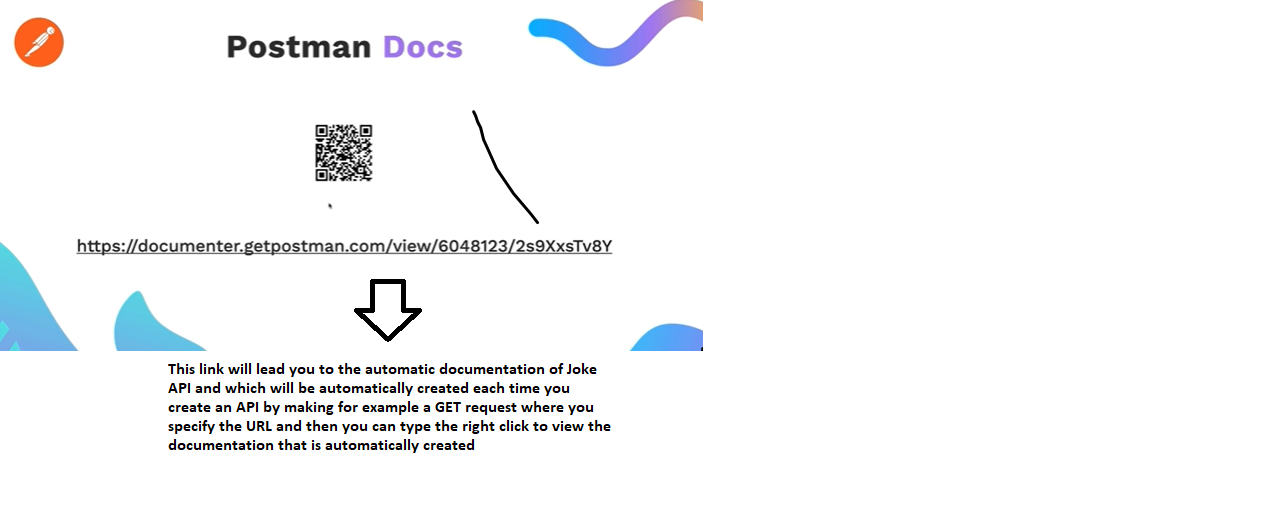 Postman Docs
https://documenter.getpostman.com/view/6048123/2s9XxsTv8Y
This link will lead you to the automatic documentation of Joke
API and which will be automatically created each time you
create an API by making for example a GET request where you
specify the URL and then you can type the right click to view the
documentation that is automatically created